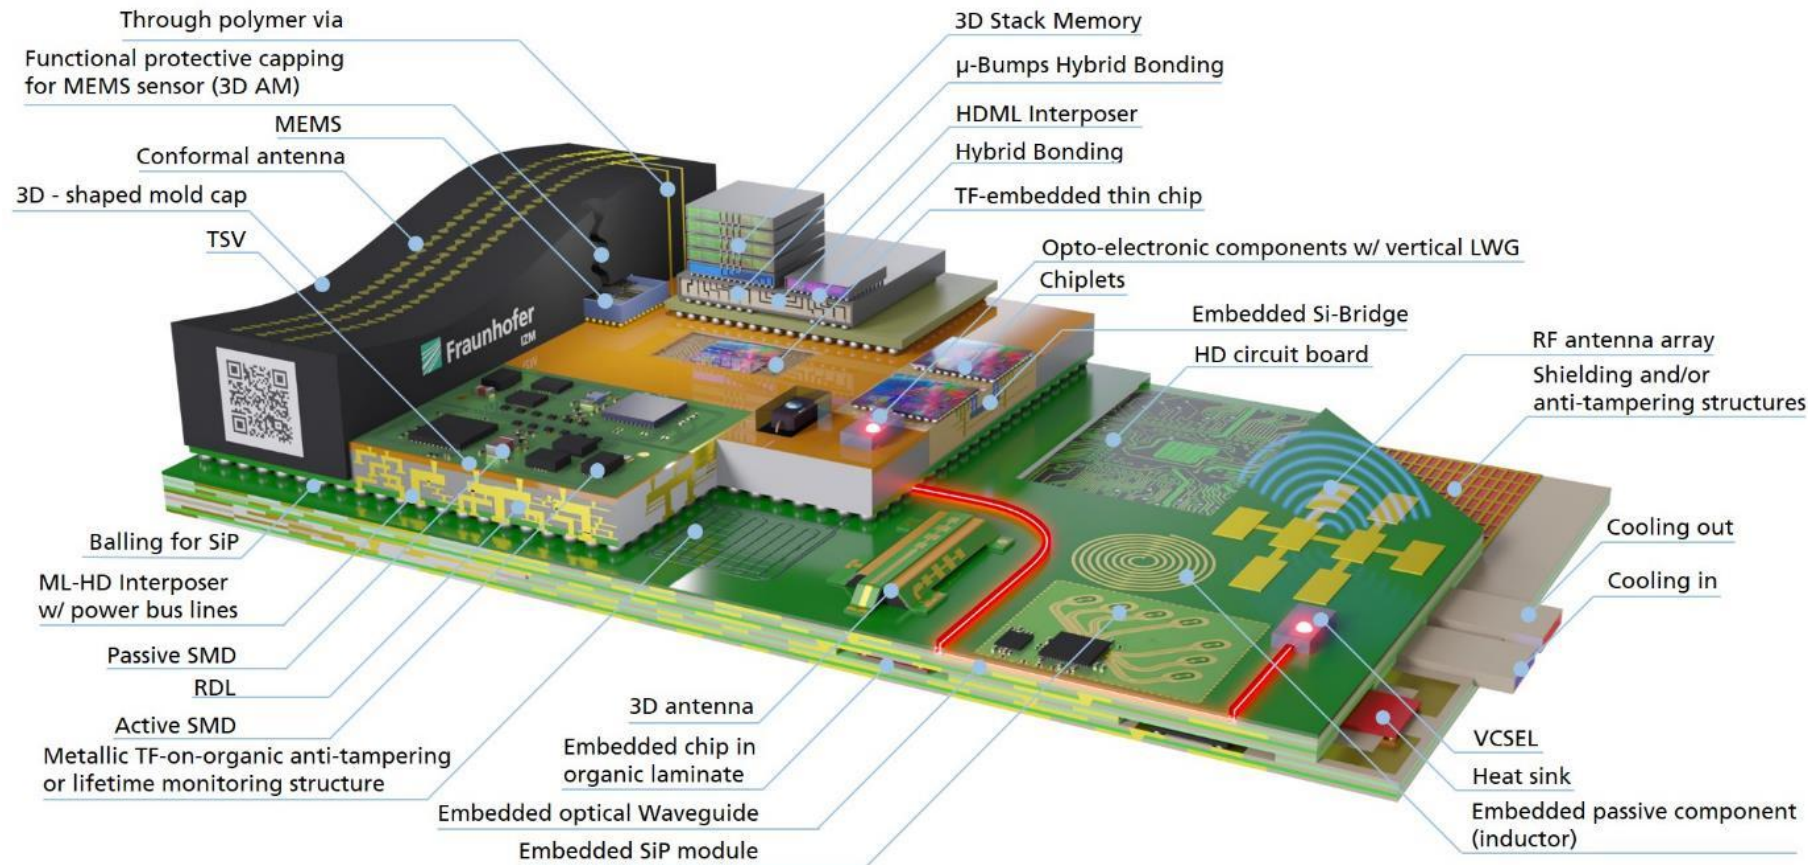 Through polymer via
Functional protective capping
for MEMS sensor (3D AM)
MEMS
Conformal antenna
3D - shaped mold cap
TSV
3D Stack Memory
µ-Bumps Hybrid Bonding
HDML Interposer
Hybrid Bonding
TF-embedded thin chip
Opto-electronic components w/ vertical LWG
Chiplets
Embedded Si-Bridge
HD circuit board
RF antenna array
Shielding and/or
anti-tampering structures
Fraunhofer
IZM
Cooling out
Cooling in
Balling for SiP
ML-HD Interposer
w/ power bus lines
Passive SMD
RDL
Active SMD
Metallic TF-on-organic anti-tampering
or lifetime monitoring structure
3D antenna
Embedded chip in
organic laminate
Embedded optical Waveguide
Embedded SiP module
VCSEL
Heat sink
Embedded passive component
(inductor)